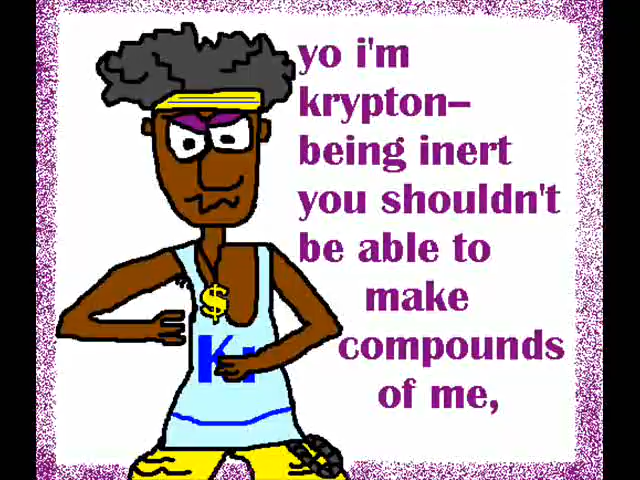 yo i'm
krypton–
being inert
you shouldn't
be able to
make
compounds
of me,
$
Kr